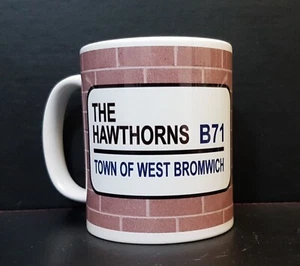 THE
HAWTHORNS B71
TOWN OF WEST BROMWICH